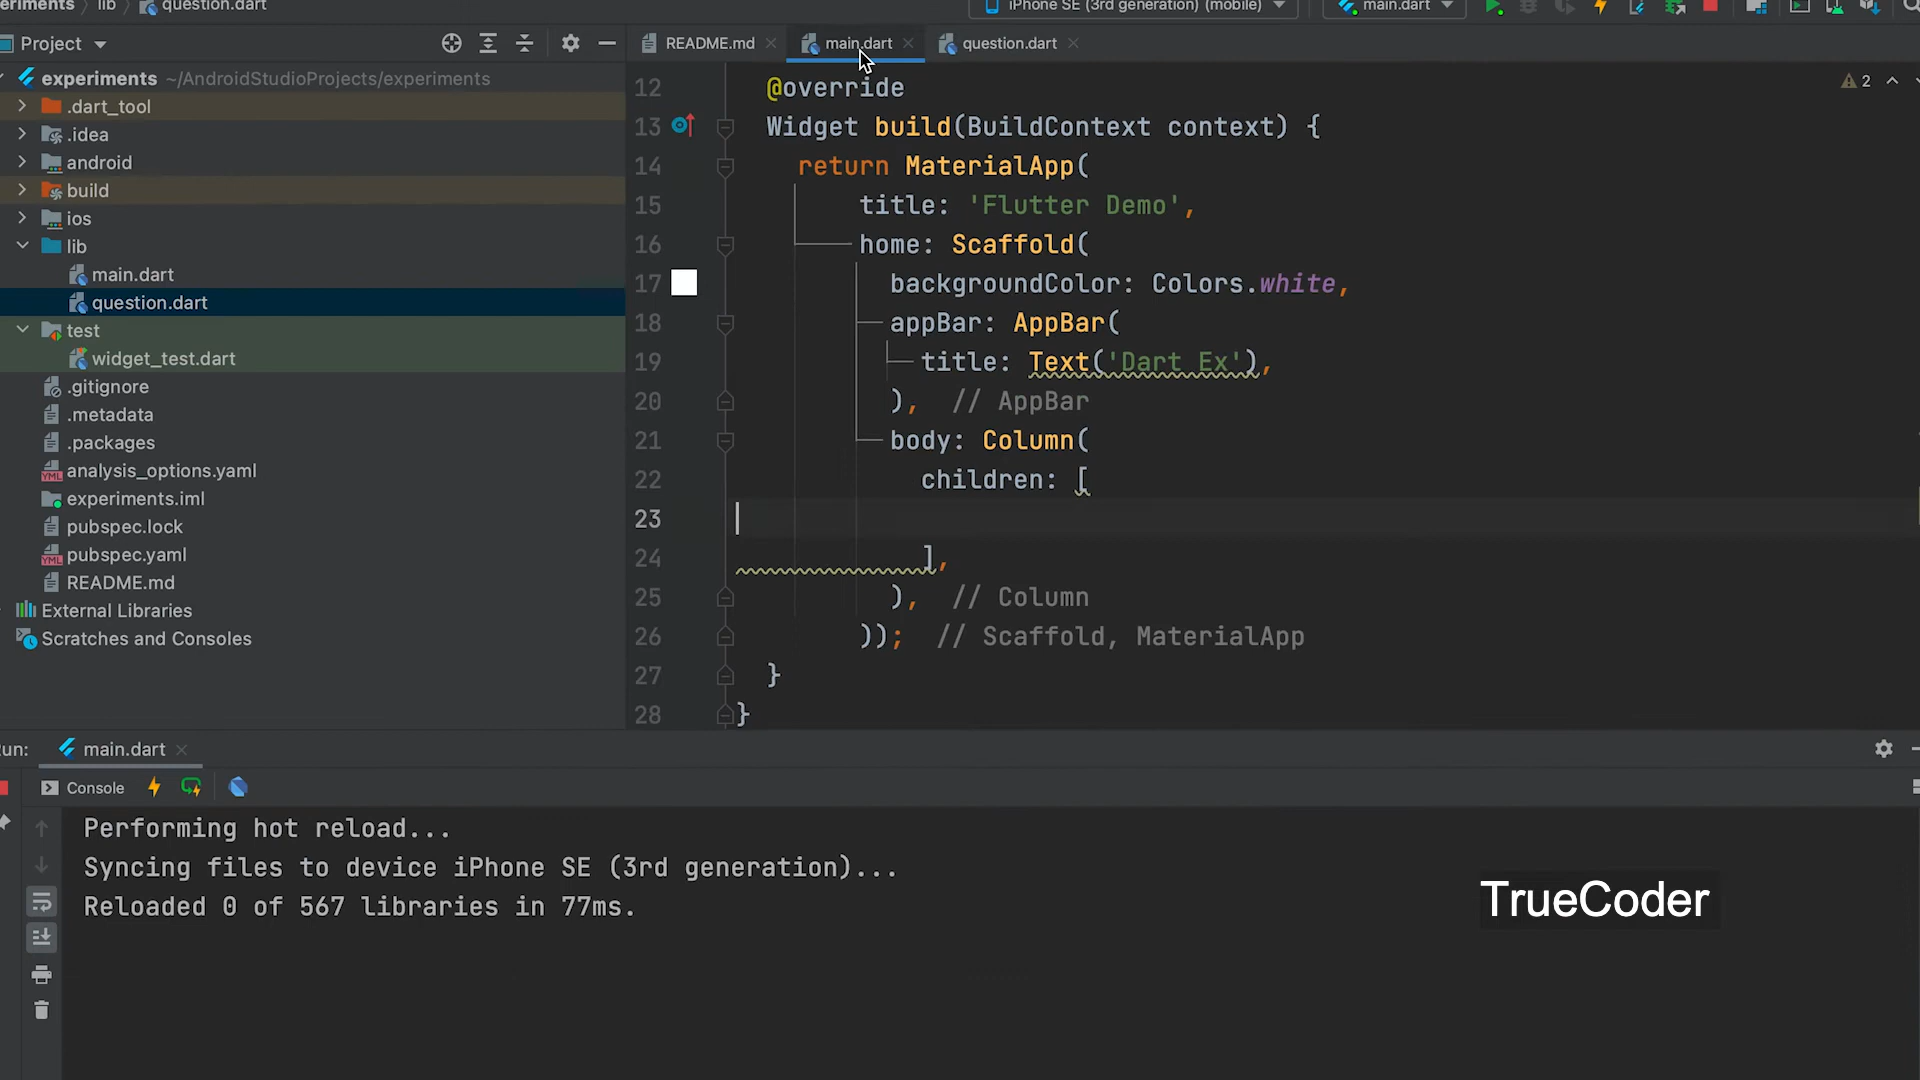 eriments lib question.dart
iPhone SE (3rd generation) (mobile) main.dart
Project
README.md main.dart question.dart
experiments ~/AndroidStudioProjects/experiments
.dart_tool
.idea
android
build
ios
lib
main.dart
question.dart
test
widget_test.dart
.gitignore
.metadata
.packages
analysis_options.yaml
experiments.iml
pubspec.lock
pubspec.yaml
README.md
External Libraries
Scratches and Consoles
2
12 @override
13 Widget build(BuildContext context) {
14 return MaterialApp(
15 title: 'Flutter Demo',
16 home: Scaffold(
17 backgroundColor: Colors.white,
18 appBar: AppBar(
19 title: Text('Dart Ex'),
20 ), // AppBar
21 body: Column(
22 children: [
23
24 ],
25 ), // Column
26 )); // Scaffold, MaterialApp
27 }
28 }
un: main.dart
Console
Performing hot reload...
Syncing files to device iPhone SE (3rd generation)...
Reloaded 0 of 567 libraries in 77ms.
TrueCoder